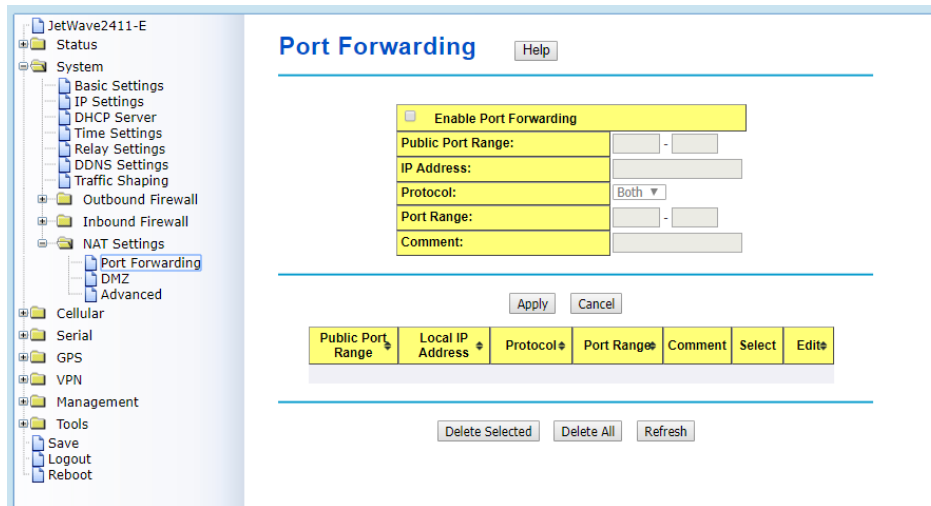 JetWave2411-E
Status
System
Basic Settings
IP Settings
DHCP Server
Time Settings
Relay Settings
DDNS Settings
Traffic Shaping
Outbound Firewall
Inbound Firewall
NAT Settings
Port Forwarding
DMZ
Advanced
Cellular
Serial
GPS
VPN
Management
Tools
Save
Logout
Reboot
Port Forwarding Help
Enable Port Forwarding
Public Port Range: -
IP Address:
Protocol: Both
Port Range: -
Comment:
Apply Cancel
Public Port Range Local IP Address Protocol Port Range Comment Select Edit
Delete Selected Delete All Refresh